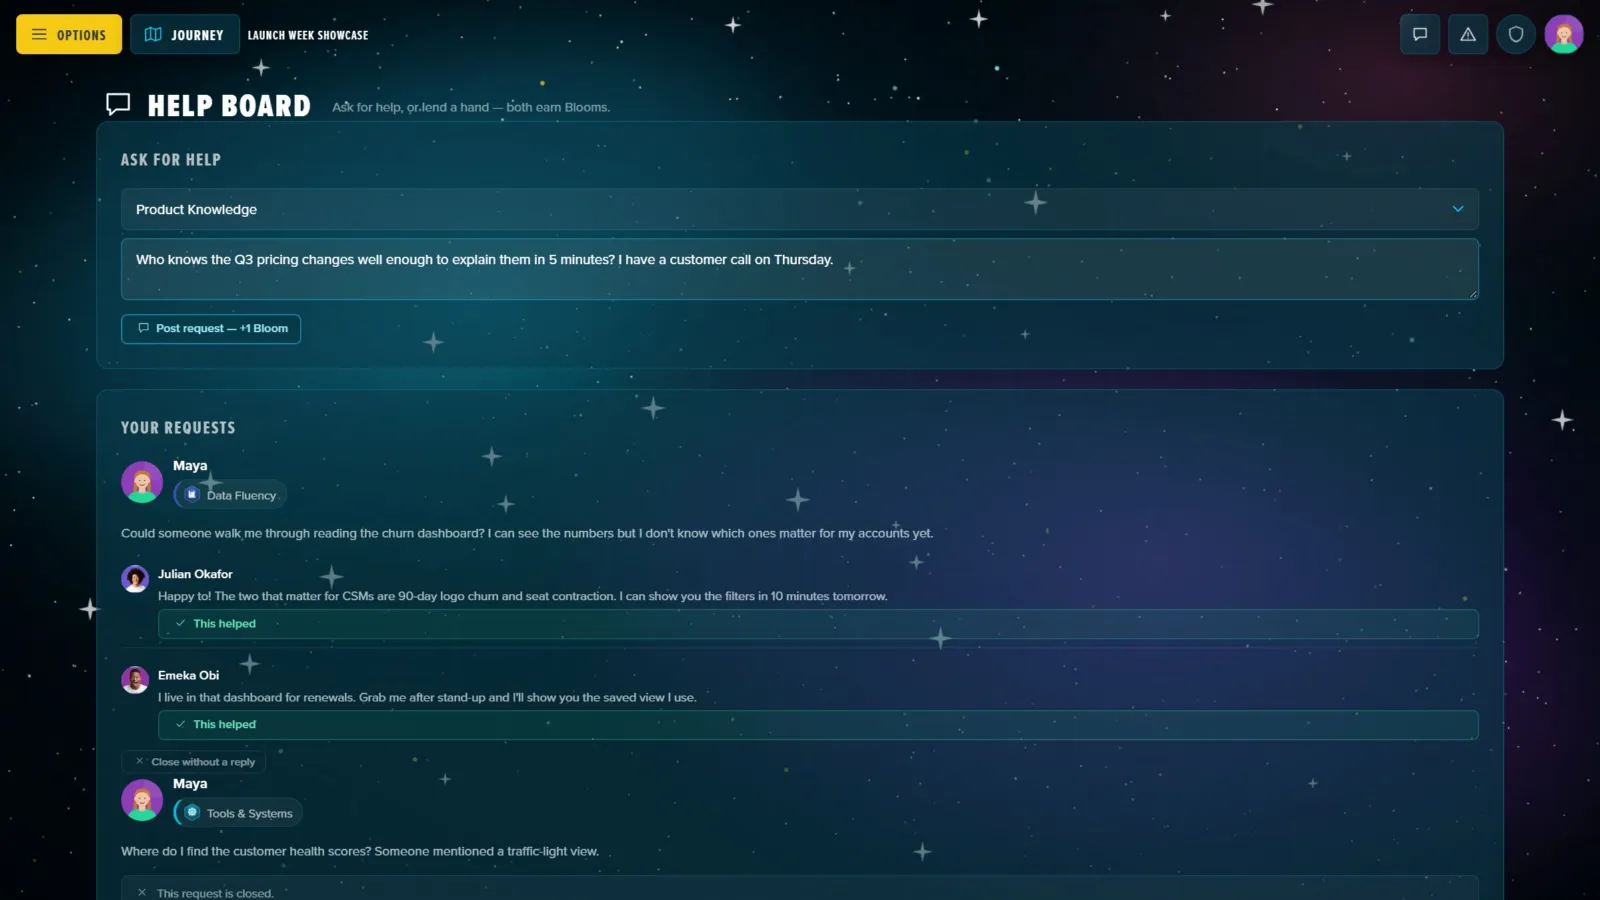 OPTIONS
JOURNEY
LAUNCH WEEK SHOWCASE
HELP BOARD
Ask for help, or lend a hand — both earn Blooms.
ASK FOR HELP
Product Knowledge
Who knows the Q3 pricing changes well enough to explain them in 5 minutes? I have a customer call on Thursday.
Post request — +1 Bloom
YOUR REQUESTS
Maya
Data Fluency
Could someone walk me through reading the churn dashboard? I can see the numbers but I don't know which ones matter for my accounts yet.
Julian Okafor
Happy to! The two that matter for CSMs are 90-day logo churn and seat contraction. I can show you the filters in 10 minutes tomorrow.
This helped
Emeka Obi
I live in that dashboard for renewals. Grab me after stand-up and I'll show you the saved view I use.
This helped
Close without a reply
Maya
Tools & Systems
Where do I find the customer health scores? Someone mentioned a traffic-light view.
This request is closed.